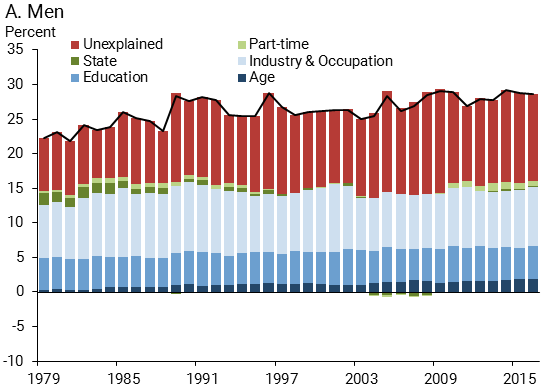 A. Men
Percent
Unexplained
Part-time
State
Industry & Occupation
Education
Age
35
30
25
20
15
10
5
0
-5
-10
1979 1985 1991 1997 2003 2009 2015